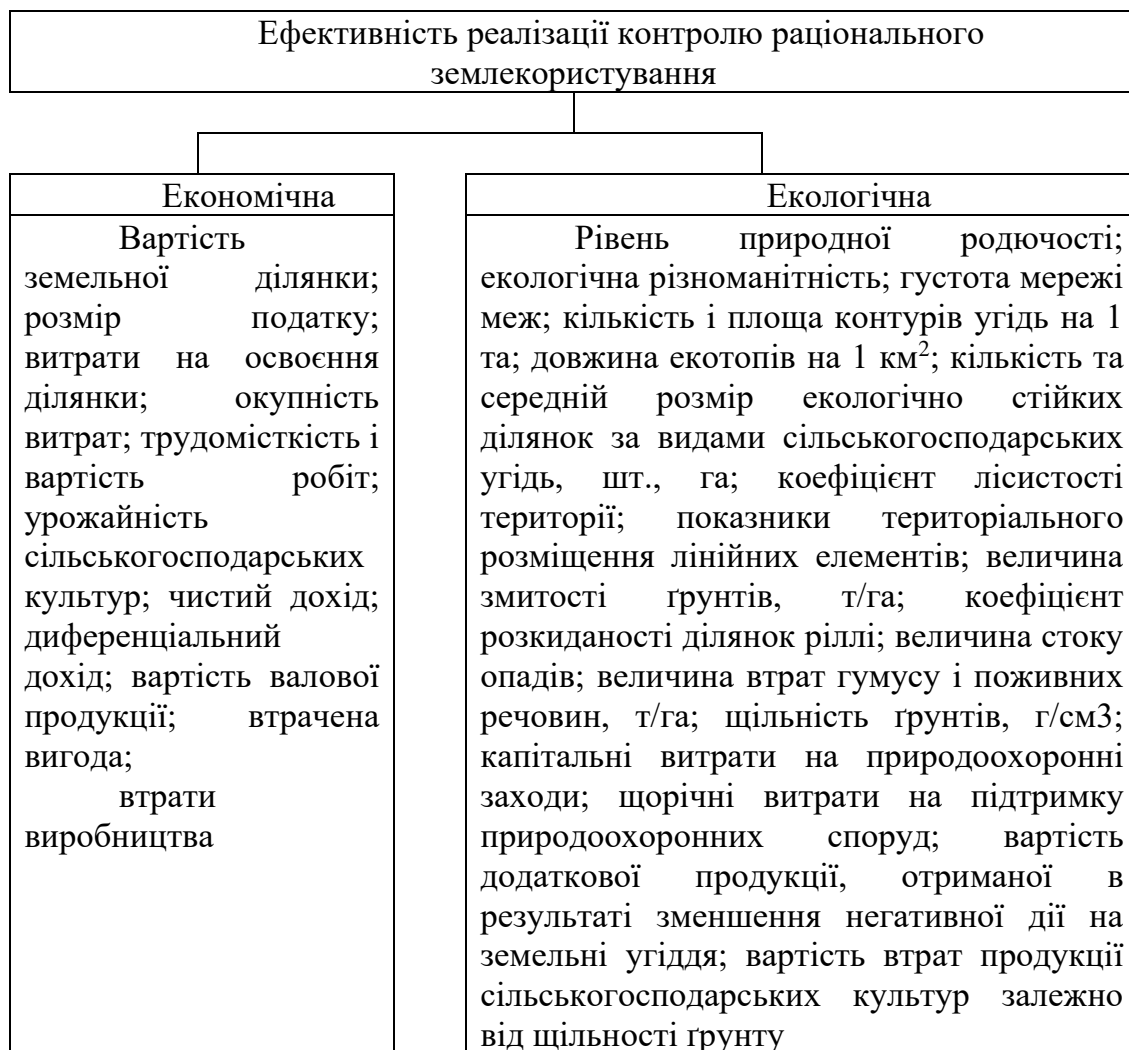 Ефективність реалізації контролю раціонального
землекористування
Економічна
Вартість
земельної ділянки;
розмір податку;
витрати на освоєння
ділянки; окупність
витрат; трудомісткість і
вартість робіт;
урожайність
сільськогосподарських
культур; чистий дохід;
диференціальний
дохід; вартість валової
продукції; втрачена
вигода;
втрати
виробництва
Екологічна
Рівень природної родючості;
екологічна різноманітність; густота мережі
меж; кількість і площа контурів угідь на 1
та; довжина екотопів на 1 км²; кількість та
середній розмір екологічно стійких
ділянок за видами сільськогосподарських
угідь, шт., га; коефіцієнт лісистості
території; показники територіального
розміщення лінійних елементів; величина
змитості ґрунтів, т/га; коефіцієнт
розкиданості ділянок ріллі; величина стоку
опадів; величина втрат гумусу і поживних
речовин, т/га; щільність ґрунтів, г/см3;
капітальні витрати на природоохоронні
заходи; щорічні витрати на підтримку
природоохоронних споруд; вартість
додаткової продукції, отриманої в
результаті зменшення негативної дії на
земельні угіддя; вартість втрат продукції
сільськогосподарських культур залежно
від щільності ґрунту